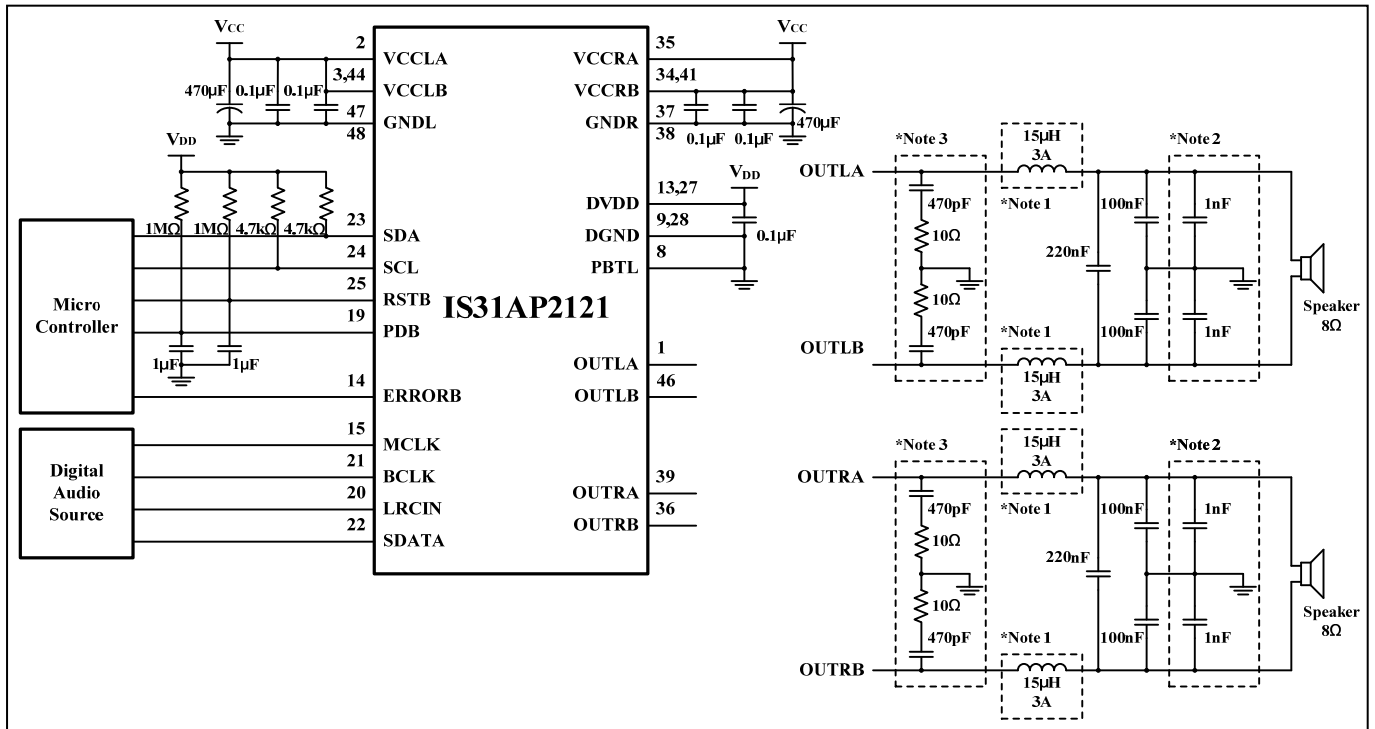 VCC
2
VCCLA
3,44
VCCLB
470μF
0.1μF
0.1μF
47
GNDL
48
VDD
1MΩ
1MΩ
4.7kΩ
4.7kΩ
23
SDA
24
SCL
25
RSTB
19
PDB
1μF
1μF
14
ERRORB
Micro
Controller
15
MCLK
21
BCLK
20
LRCIN
22
SDATA
Digital
Audio
Source
IS31AP2121
VCC
35
VCCRA
34,41
VCCRB
37
GNDR
38
0.1μF
0.1μF
470μF
VDD
13,27
DVDD
9,28
DGND
0.1μF
8
PBTL
1
OUTLA
46
OUTLB
39
OUTRA
36
OUTRB
*Note 3
15μH
3A
*Note 2
OUTLA
*Note 1
470pF
10Ω
100nF
1nF
220nF
10Ω
470pF
*Note 1
100nF
1nF
Speaker
8Ω
OUTLB
15μH
3A
*Note 3
15μH
3A
*Note 2
OUTRA
*Note 1
470pF
10Ω
100nF
1nF
220nF
10Ω
470pF
*Note 1
100nF
1nF
Speaker
8Ω
OUTRB
15μH
3A